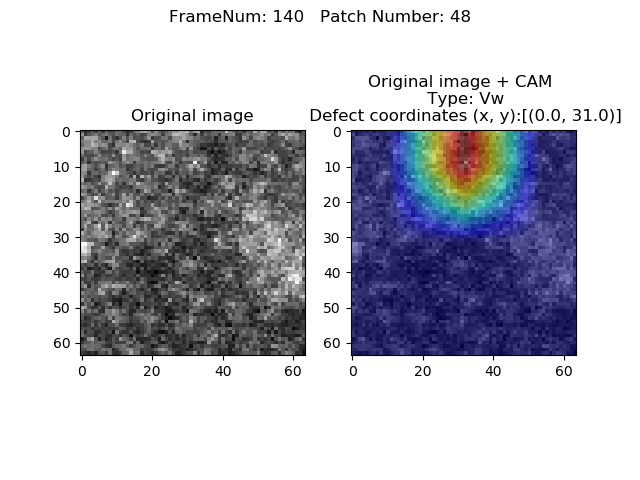 FrameNum: 140   Patch Number: 48
Original image
Original image + CAM
Type: Vw
Defect coordinates (x, y):[(0.0, 31.0)]
0
10
20
30
40
50
60
0 20 40 60
0
10
20
30
40
50
60
0 20 40 60